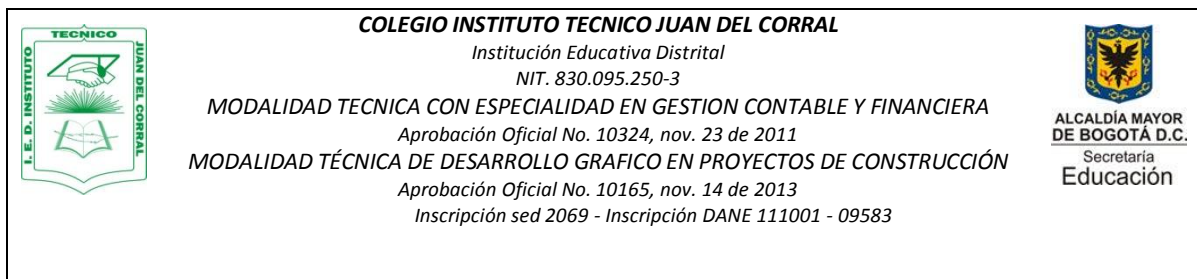 TECNICO
I. E. D. INSTITUTO
JUAN DEL CORRAL
COLEGIO INSTITUTO TECNICO JUAN DEL CORRAL
Institución Educativa Distrital
NIT. 830.095.250-3
MODALIDAD TECNICA CON ESPECIALIDAD EN GESTION CONTABLE Y FINANCIERA
Aprobación Oficial No. 10324, nov. 23 de 2011
MODALIDAD TÉCNICA DE DESARROLLO GRAFICO EN PROYECTOS DE CONSTRUCCIÓN
Aprobación Oficial No. 10165, nov. 14 de 2013
Inscripción sed 2069 - Inscripción DANE 111001 - 09583
ALCALDÍA MAYOR
DE BOGOTÁ D.C.
Secretaría
Educación